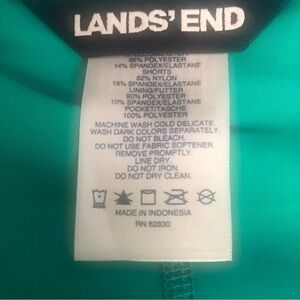 LANDS' END
86% POLYESTER
14% SPANDEX/ELASTANE
SHORTS
82% NYLON
18% SPANDEX/ELASTANE
LINING/FUTTER:
90% POLYESTER
10% SPANDEX/ELASTANE
POCKET/TASCHE
100% POLYESTER
MACHINE WASH COLD DELICATE.
WASH DARK COLORS SEPARATELY.
DO NOT BLEACH.
DO NOT USE FABRIC SOFTENER.
REMOVE PROMPTLY.
LINE DRY.
DO NOT IRON.
DO NOT DRY CLEAN.
MADE IN INDONESIA
RN 62830